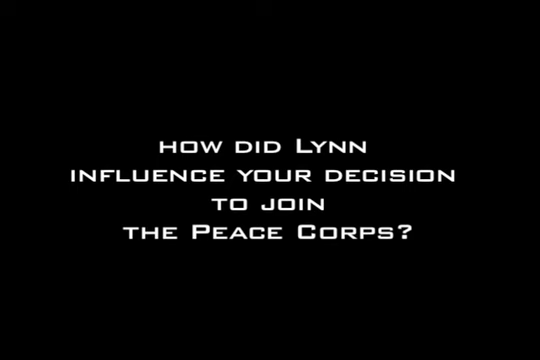 HOW DID LYNN
INFLUENCE YOUR DECISION
TO JOIN
THE PEACE CORPS?